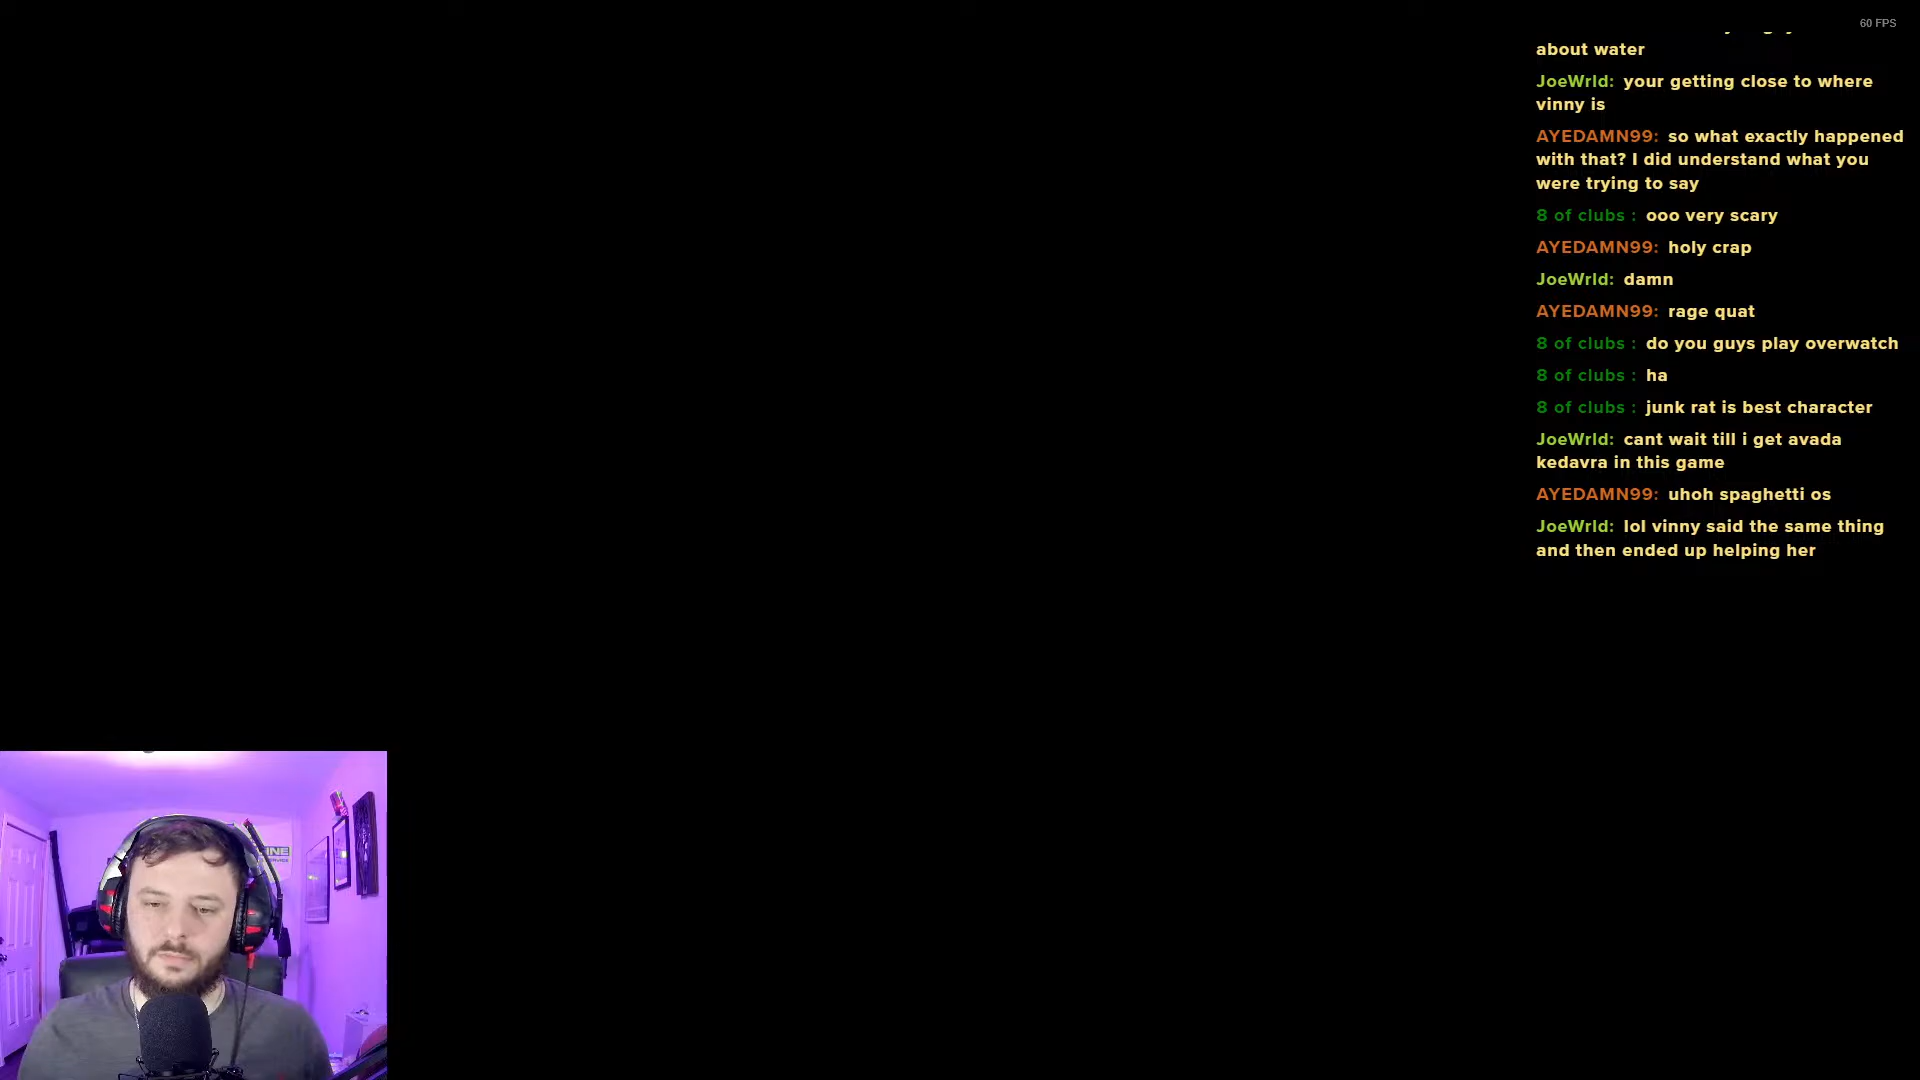 60 FPS
about water
JoeWrld: your getting close to where
vinny is
AYEDAMN99: so what exactly happened
with that? I did understand what you
were trying to say
8 of clubs : ooo very scary
AYEDAMN99: holy crap
JoeWrld: damn
AYEDAMN99: rage quat
8 of clubs : do you guys play overwatch
8 of clubs : ha
8 of clubs : junk rat is best character
JoeWrld: cant wait till i get avada
kedavra in this game
AYEDAMN99: uhoh spaghetti os
JoeWrld: lol vinny said the same thing
and then ended up helping her